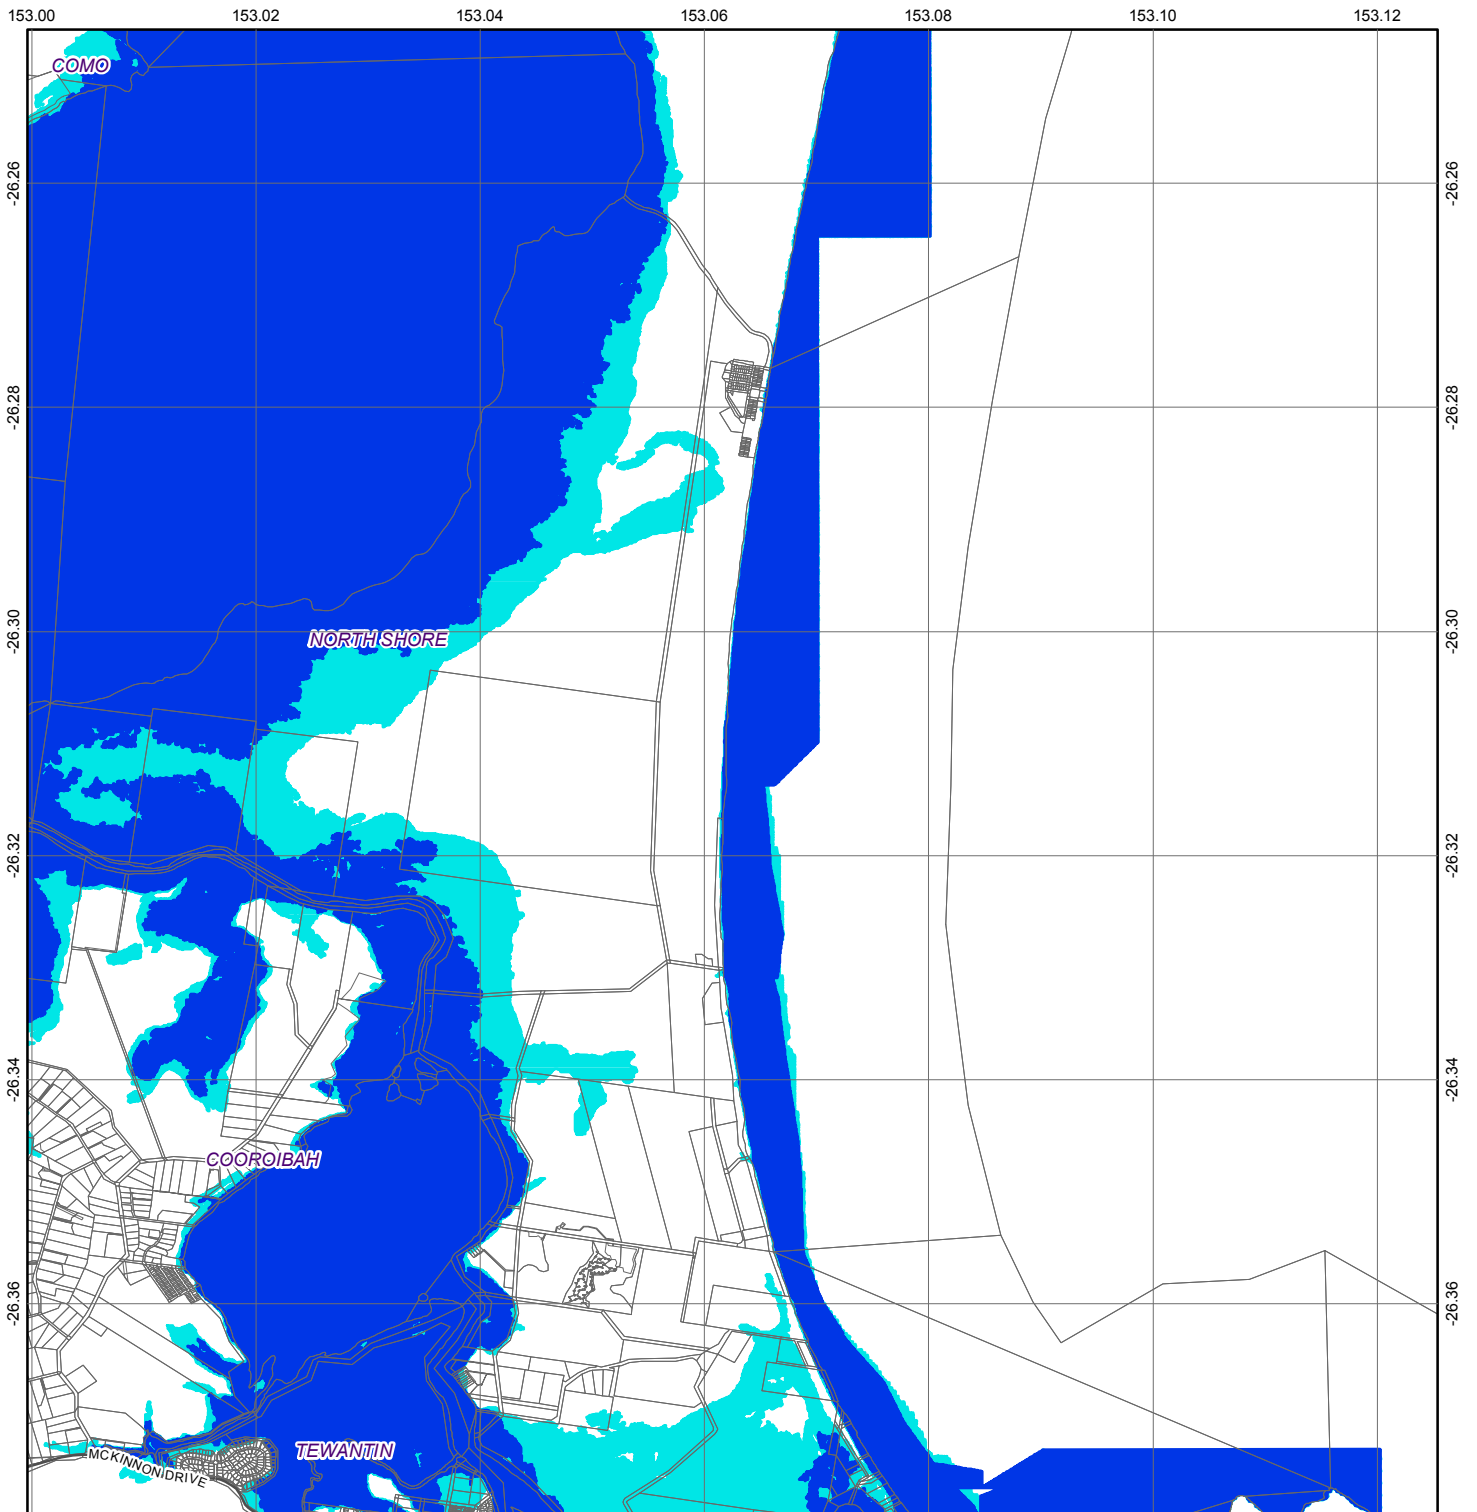 153.00 153.02 153.04 153.06 153.08 153.10 153.12
COMO
-26.26 -26.26
-26.28 -26.28
-26.30 -26.30
NORTH SHORE
-26.32 -26.32
-26.34 -26.34
COOROIBAH
-26.36 -26.36
TEWANTIN
MCKINNON DRIVE